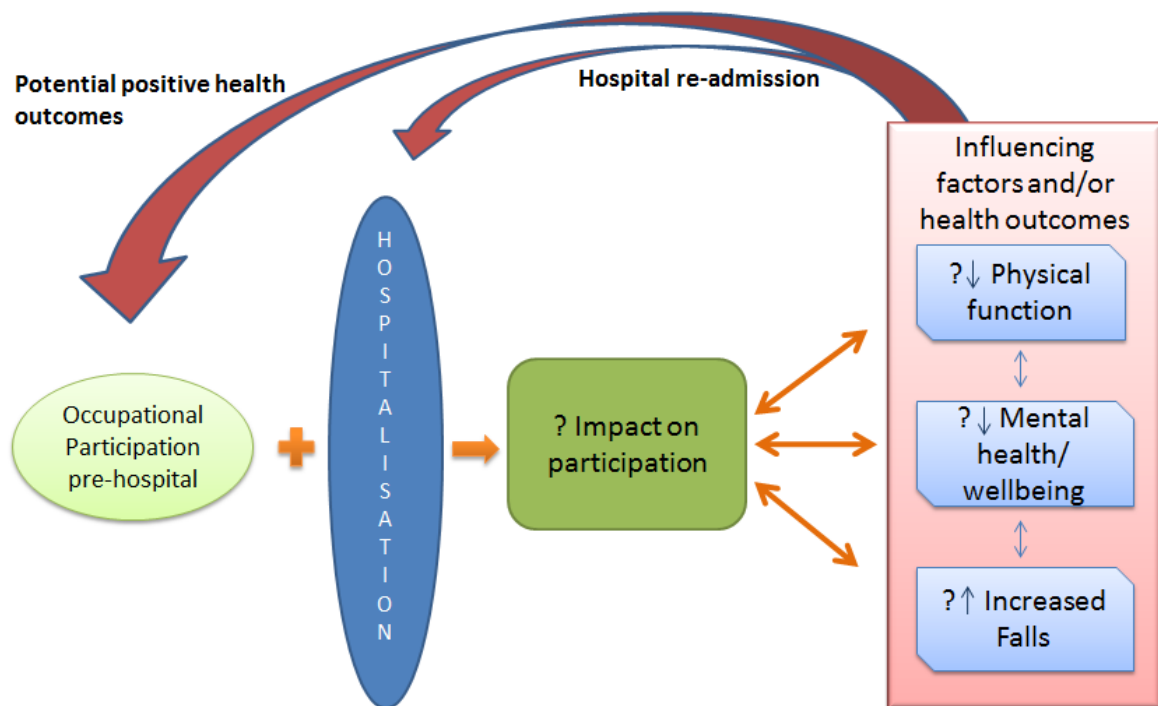 Potential positive health
outcomes
Hospital re-admission
Influencing
factors and/or
health outcomes
?↓ Physical
function
?↓ Mental
health/
wellbeing
?↑ Increased
Falls
HOSPITALISATION
Occupational
Participation
pre-hospital
? Impact on
participation